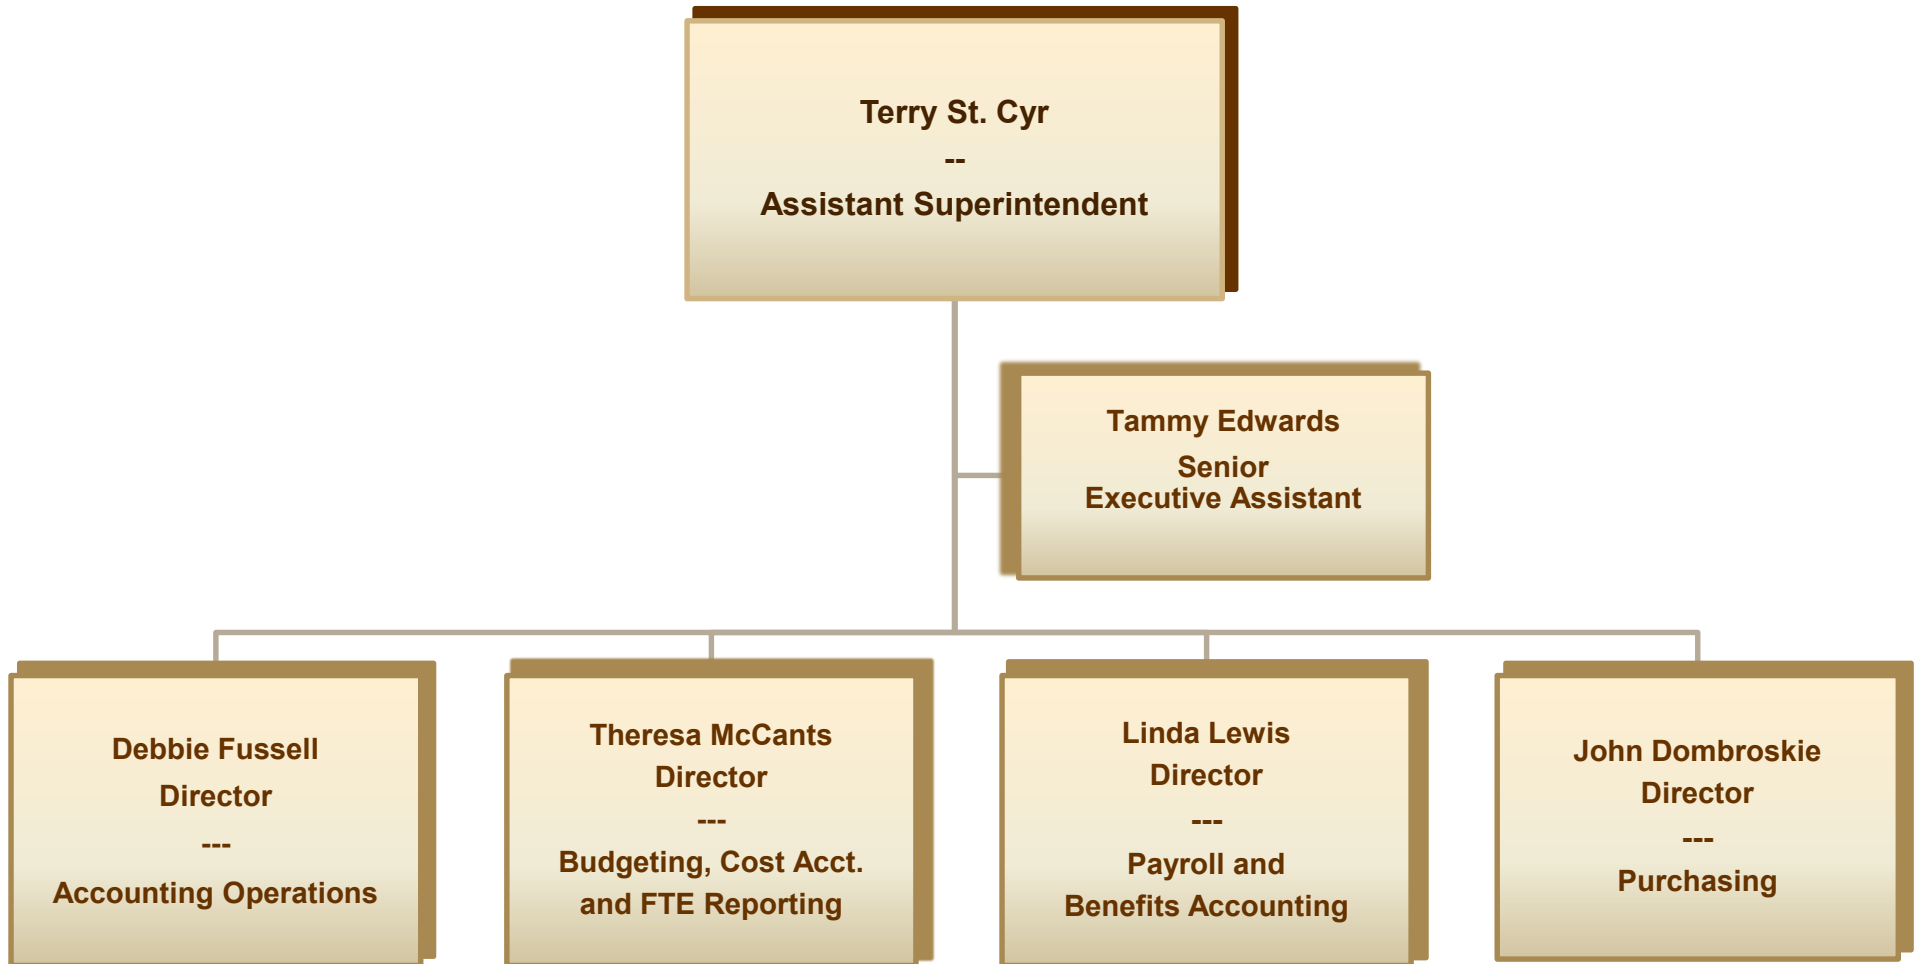 Terry St. Cyr
--
Assistant Superintendent
Tammy Edwards
Senior
Executive Assistant
Debbie Fussell
Director
---
Accounting Operations
Theresa McCants
Director
---
Budgeting, Cost Acct.
and FTE Reporting
Linda Lewis
Director
---
Payroll and
Benefits Accounting
John Dombroskie
Director
---
Purchasing